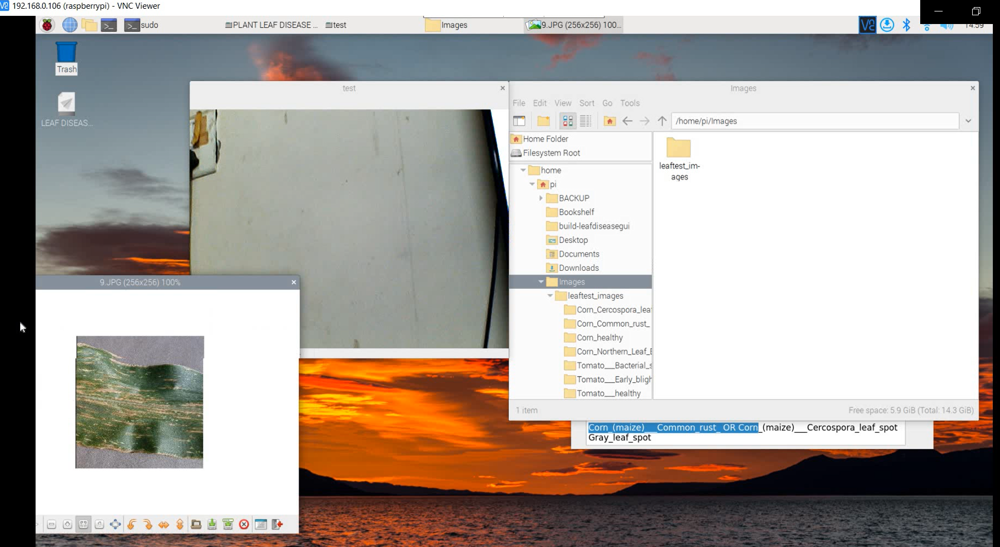 192.168.0.106 (raspberrypi) - VNC Viewer
sudo
PLANT LEAF DISEASE ...
test
Images
9.JPG (256x256) 100...
14:59
Trash
LEAF DISEAS...
test
Images
File Edit View Sort Go Tools
/home/pi/Images
Home Folder
Filesystem Root
home
pi
BACKUP
Bookshelf
build-leafdiseasegui
Desktop
Documents
Downloads
Images
leaftest_images
Corn_Cercospora_leaf
Corn_Common_rust_
Corn_healthy
Corn_Northern_Leaf_B
Tomato___Bacterial_s
Tomato___Early_bligh
Tomato___healthy
leaftest_im-
ages
1 item
Free space: 5.9 GiB (Total: 14.3 GiB)
9.JPG (256x256) 100%
Corn_(maize)___Common_rust_ OR Corn_(maize)___Cercospora_leaf_spot
Gray_leaf_spot